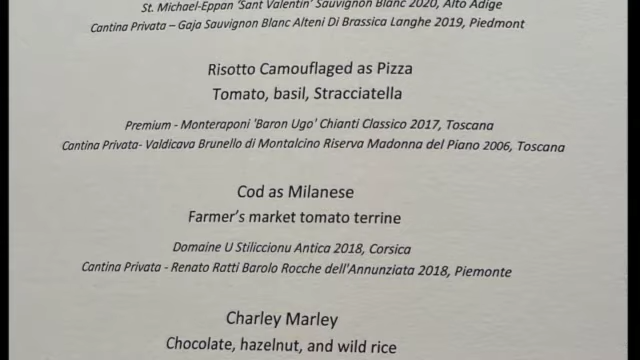 St. Michael-Eppan 'Sant Valentin' Sauvignon Blanc 2020, Alto Adige
Cantina Privata – Gaja Sauvignon Blanc Alteni Di Brassica Langhe 2019, Piedmont
Risotto Camouflaged as Pizza
Tomato, basil, Stracciatella
Premium - Monteraponi 'Baron Ugo' Chianti Classico 2017, Toscana
Cantina Privata- Valdicava Brunello di Montalcino Riserva Madonna del Piano 2006, Toscana
Cod as Milanese
Farmer's market tomato terrine
Domaine U Stiliccionu Antica 2018, Corsica
Cantina Privata - Renato Ratti Barolo Rocche dell'Annunziata 2018, Piemonte
Charley Marley
Chocolate, hazelnut, and wild rice